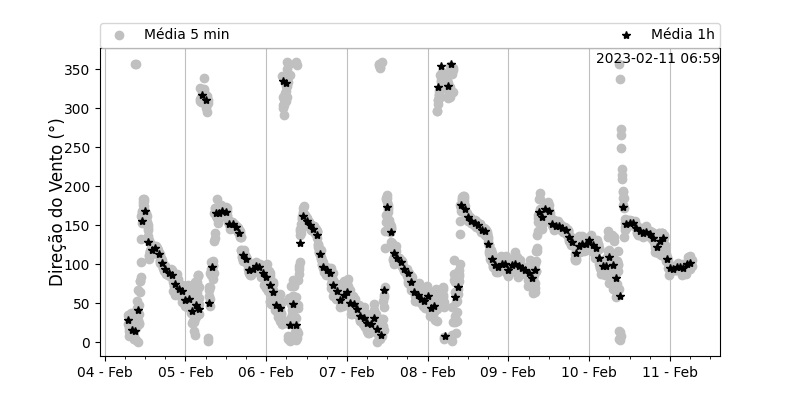 Média 5 min
Média 1h
2023-02-11 06:59
Direção do Vento (°)
350
300
250
200
150
100
50
0
04 - Feb
05 - Feb
06 - Feb
07 - Feb
08 - Feb
09 - Feb
10 - Feb
11 - Feb